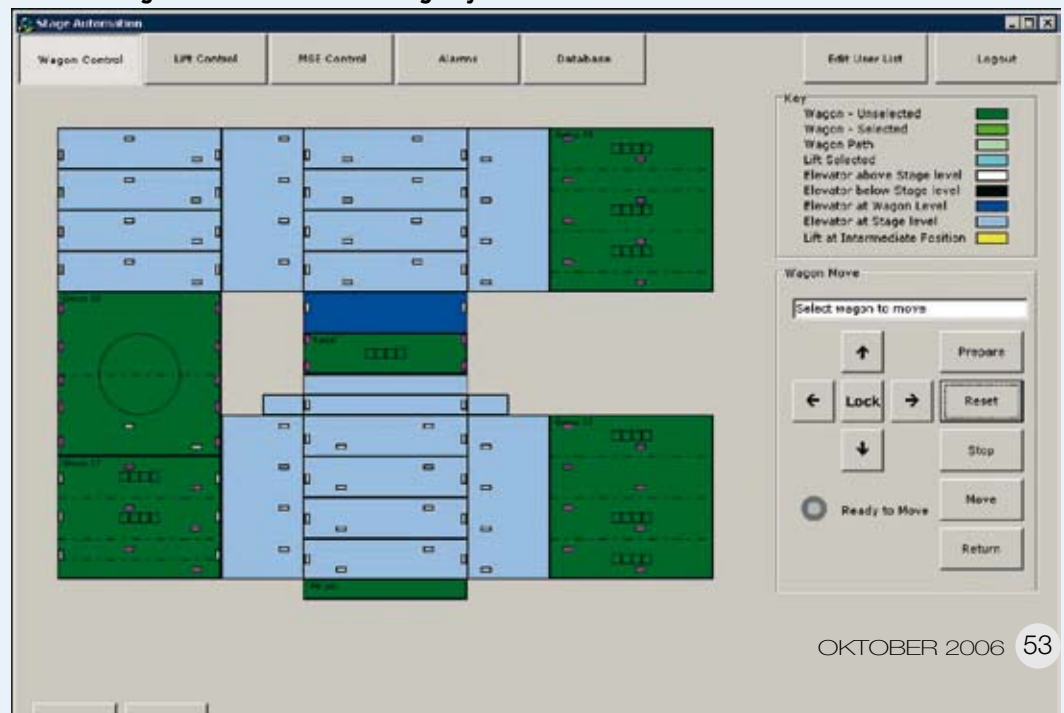 Stage Automation
Wagon Control
Lift Control
MSE Control
Alarms
Database
Edit User List
Logout
Key
Wagon - Unselected
Wagon - Selected
Wagon Path
Lift Selected
Elevator above Stage level
Elevator below Stage level
Elevator at Wagon Level
Elevator at Stage level
Lift at Intermediate Position
Wagon Move
Select wagon to move
Prepare
Lock
Reset
Stop
Ready to Move
Move
Return
OKTOBER 2006 53